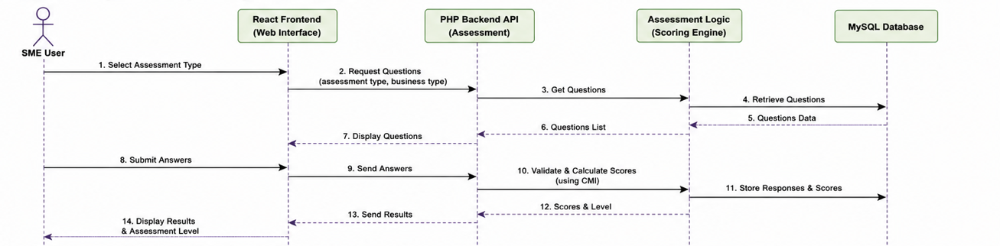 React Frontend
(Web Interface)
PHP Backend API
(Assessment)
Assessment Logic
(Scoring Engine)
MySQL Database
SME User
1. Select Assessment Type
2. Request Questions
(assessment type, business type)
3. Get Questions
4. Retrieve Questions
5. Questions Data
6. Questions List
7. Display Questions
8. Submit Answers
9. Send Answers
10. Validate & Calculate Scores
(using CMI)
11. Store Responses & Scores
12. Scores & Level
13. Send Results
14. Display Results
& Assessment Level